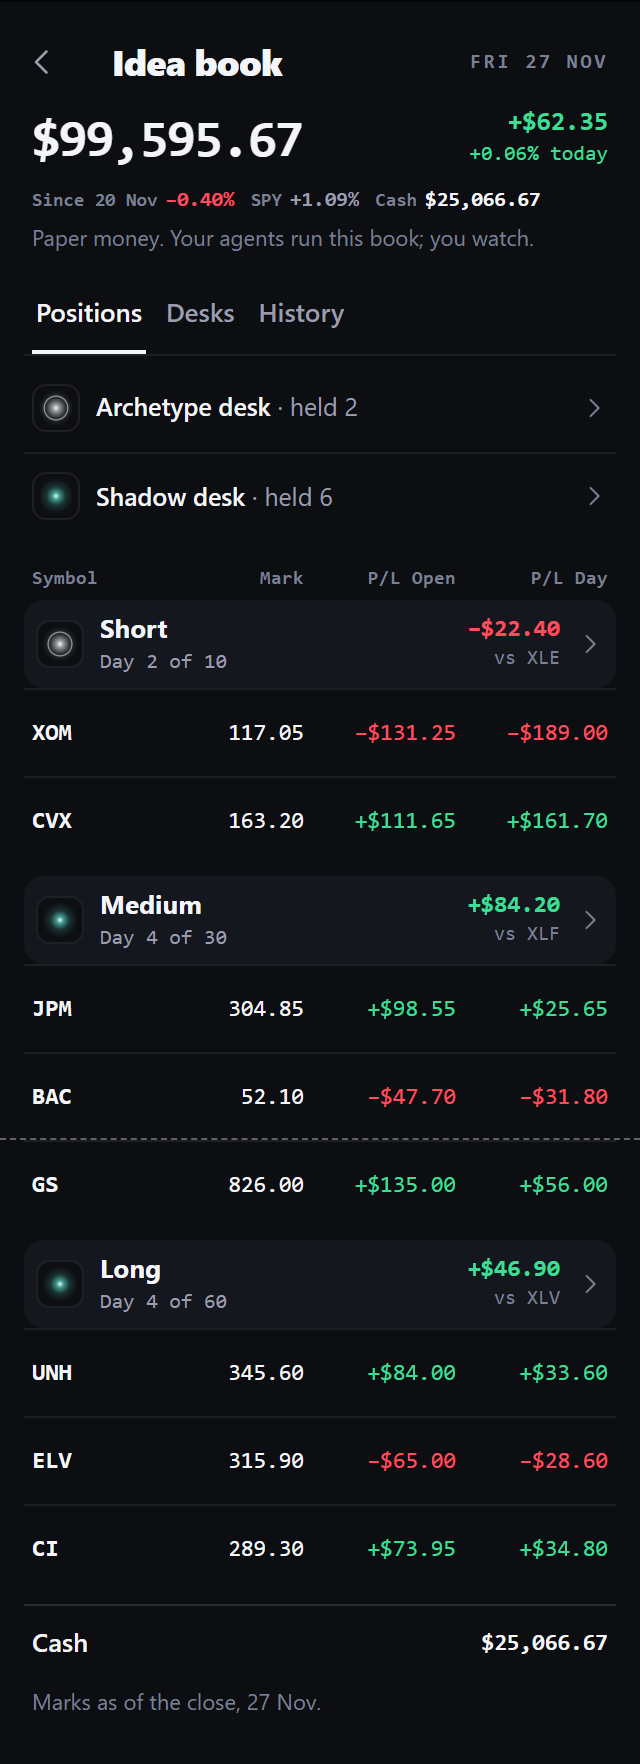 Idea book FRI 27 NOV
$99,595.67 +$62.35
+0.06% today
Since 20 Nov −0.40% SPY +1.09% Cash $25,066.67
Paper money. Your agents run this book; you watch.
Positions Desks History
Archetype desk · held 2
Shadow desk · held 6
Symbol Mark P/L Open P/L Day
Short −$22.40
Day 2 of 10 vs XLE
XOM 117.05 −$131.25 −$189.00
CVX 163.20 +$111.65 +$161.70
Medium +$84.20
Day 4 of 30 vs XLF
JPM 304.85 +$98.55 +$25.65
BAC 52.10 −$47.70 −$31.80
GS 826.00 +$135.00 +$56.00
Long +$46.90
Day 4 of 60 vs XLV
UNH 345.60 +$84.00 +$33.60
ELV 315.90 −$65.00 −$28.60
CI 289.30 +$73.95 +$34.80
Cash $25,066.67
Marks as of the close, 27 Nov.